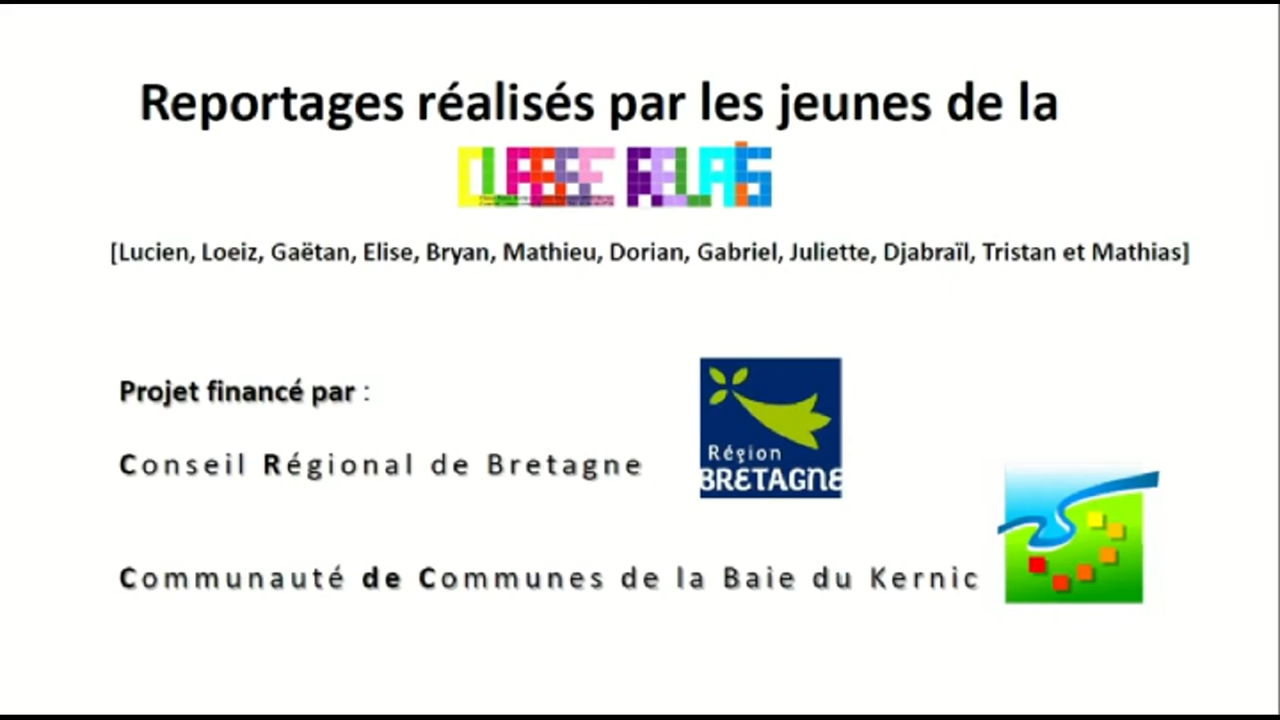 Reportages réalisés par les jeunes de la
CLASSE RELAIS
[Lucien, Loeiz, Gaëtan, Elise, Bryan, Mathieu, Dorian, Gabriel, Juliette, Djabraïl, Tristan et Mathias]
Projet financé par :
Conseil Régional de Bretagne
Région
BRETAGNE
Communauté de Communes de la Baie du Kernic